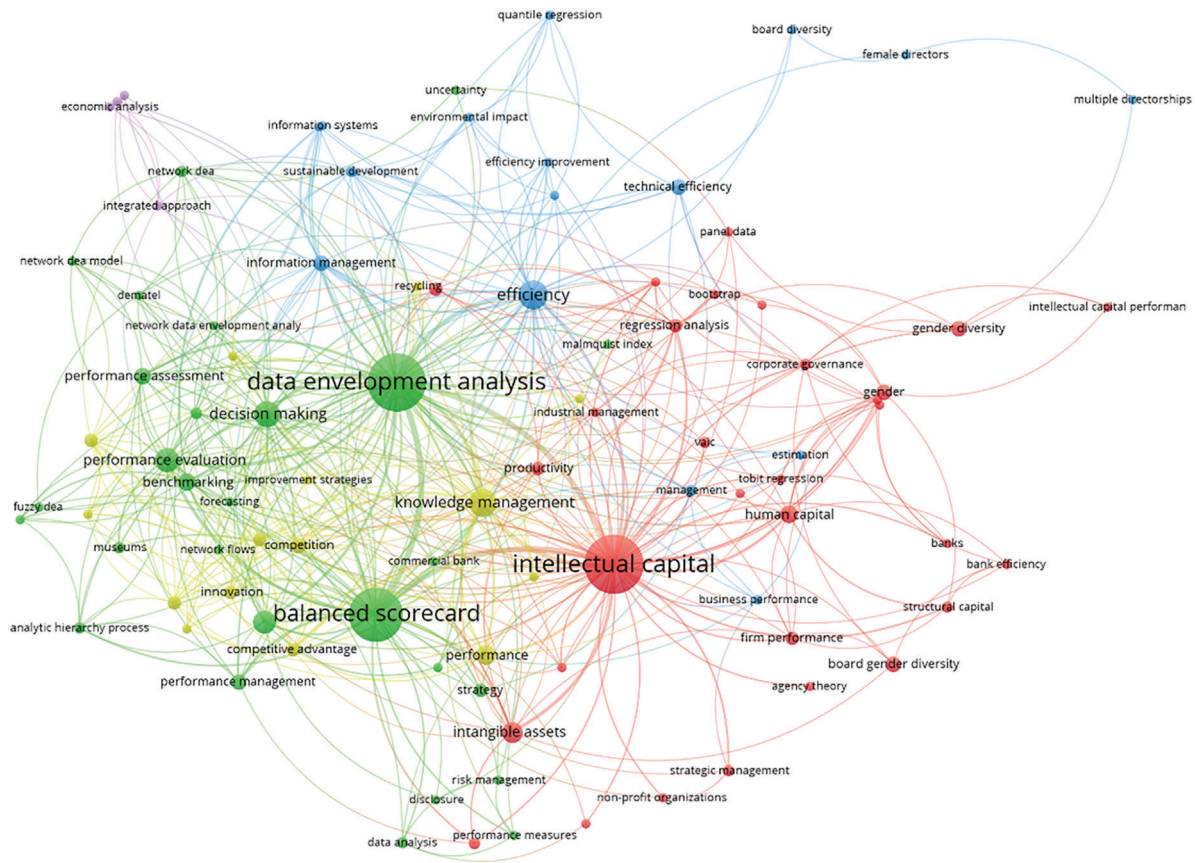 quantile regression
board diversity
female directors
multiple directorships
uncertainty
economic analysis
environmental impact
information systems
efficiency improvement
network dea
sustainable development
technical efficiency
integrated approach
panel data
network dea model
information management
recycling
efficiency
bootstrap
dematel
intellectual capital performan
network data envelopment analy
regression analysis
gender diversity
malmquist index
corporate governance
performance assessment
data envelopment analysis
gender
decision making
industrial management
vaic
estimation
performance evaluation
productivity
benchmarking
improvement strategies
tobit regression
management
forecasting
knowledge management
fuzzy dea
human capital
museums
network flows
competition
banks
commercial bank
intellectual capital
bank efficiency
innovation
business performance
structural capital
balanced scorecard
analytic hierarchy process
firm performance
competitive advantage
performance
board gender diversity
performance management
strategy
agency theory
intangible assets
strategic management
risk management
disclosure
non-profit organizations
data analysis
performance measures